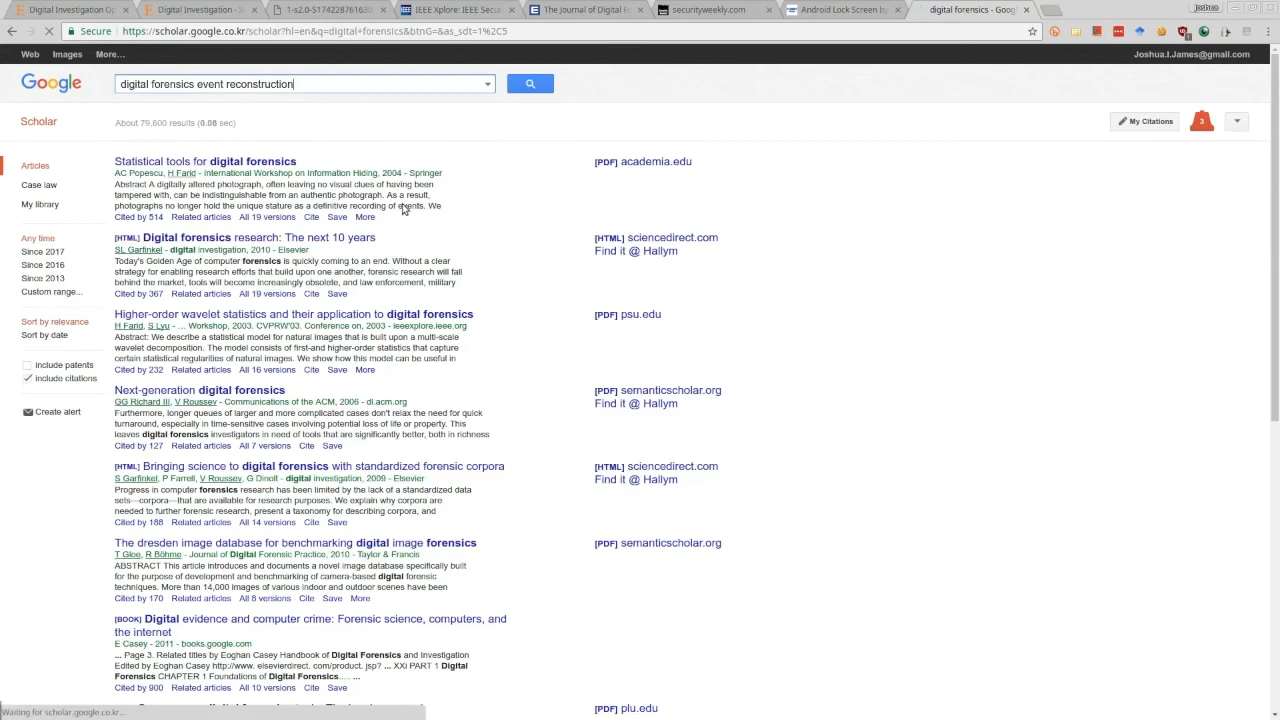 Digital Investigation Op
Digital Investigation - S
1-s2.0-S1742287616300
IEEE Xplore: IEEE Secu
The Journal of Digital Fo
securityweekly.com
Android Lock Screen by
digital forensics - Goog
Joshua
Secure
https://scholar.google.co.kr/scholar?hl=en&q=digital+forensics&btnG=&as_sdt=1%2C5
Web Images More…
Joshua.I.James@gmail.com
Google
digital forensics event reconstruction
Scholar
About 79,600 results (0.08 sec)
My Citations
3
Articles
Case law
My library
Any time
Since 2017
Since 2016
Since 2013
Custom range...
Sort by relevance
Sort by date
include patents
include citations
Create alert
Statistical tools for digital forensics
AC Popescu, H Farid - International Workshop on Information Hiding, 2004 - Springer
Abstract A digitally altered photograph, often leaving no visual clues of having been
tampered with, can be indistinguishable from an authentic photograph. As a result,
photographs no longer hold the unique stature as a definitive recording of events. We
Cited by 514 Related articles All 19 versions Cite Save More
[PDF] academia.edu
[HTML] Digital forensics research: The next 10 years
SL Garfinkel - digital investigation, 2010 - Elsevier
Today's Golden Age of computer forensics is quickly coming to an end. Without a clear
strategy for enabling research efforts that build upon one another, forensic research will fall
behind the market, tools will become increasingly obsolete, and law enforcement, military
Cited by 367 Related articles All 19 versions Cite Save
[HTML] sciencedirect.com
Find it @ Hallym
Higher-order wavelet statistics and their application to digital forensics
H Farid, S Lyu - … Workshop, 2003. CVPRW'03. Conference on, 2003 - ieeexplore.ieee.org
Abstract: We describe a statistical model for natural images that is built upon a multi-scale
wavelet decomposition. The model consists of first-and higher-order statistics that capture
certain statistical regularities of natural images. We show how this model can be useful in
Cited by 232 Related articles All 16 versions Cite Save More
[PDF] psu.edu
Next-generation digital forensics
GG Richard III, V Roussev - Communications of the ACM, 2006 - dl.acm.org
Furthermore, longer queues of larger and more complicated cases don't relax the need for quick
turnaround, especially in time-sensitive cases involving potential loss of life or property. This
leaves digital forensics investigators in need of tools that are significantly better, both in richness
Cited by 127 Related articles All 7 versions Cite Save
[PDF] semanticscholar.org
Find it @ Hallym
[HTML] Bringing science to digital forensics with standardized forensic corpora
S Garfinkel, P Farrell, V Roussev, G Dinolt - digital investigation, 2009 - Elsevier
Progress in computer forensics research has been limited by the lack of a standardized data
sets—corpora—that are available for research purposes. We explain why corpora are
needed to further forensic research, present a taxonomy for describing corpora, and
Cited by 188 Related articles All 14 versions Cite Save
[HTML] sciencedirect.com
Find it @ Hallym
The dresden image database for benchmarking digital image forensics
T Gloe, R Böhme - Journal of Digital Forensic Practice, 2010 - Taylor & Francis
ABSTRACT This article introduces and documents a novel image database specifically built
for the purpose of development and benchmarking of camera-based digital forensic
techniques. More than 14,000 images of various indoor and outdoor scenes have been
Cited by 170 Related articles All 8 versions Cite Save More
[PDF] semanticscholar.org
[BOOK] Digital evidence and computer crime: Forensic science, computers, and
the internet
E Casey - 2011 - books.google.com
... Page 3. Related titles by Eoghan Casey Handbook of Digital Forensics and Investigation
Edited by Eoghan Casey http://www. elsevierdirect. com/product. jsp? ... XXi PART 1 Digital
Forensics CHAPTER 1 Foundations of Digital Forensics..... ...
Cited by 900 Related articles All 10 versions Cite Save
[PDF] plu.edu
Waiting for scholar.google.co.kr...